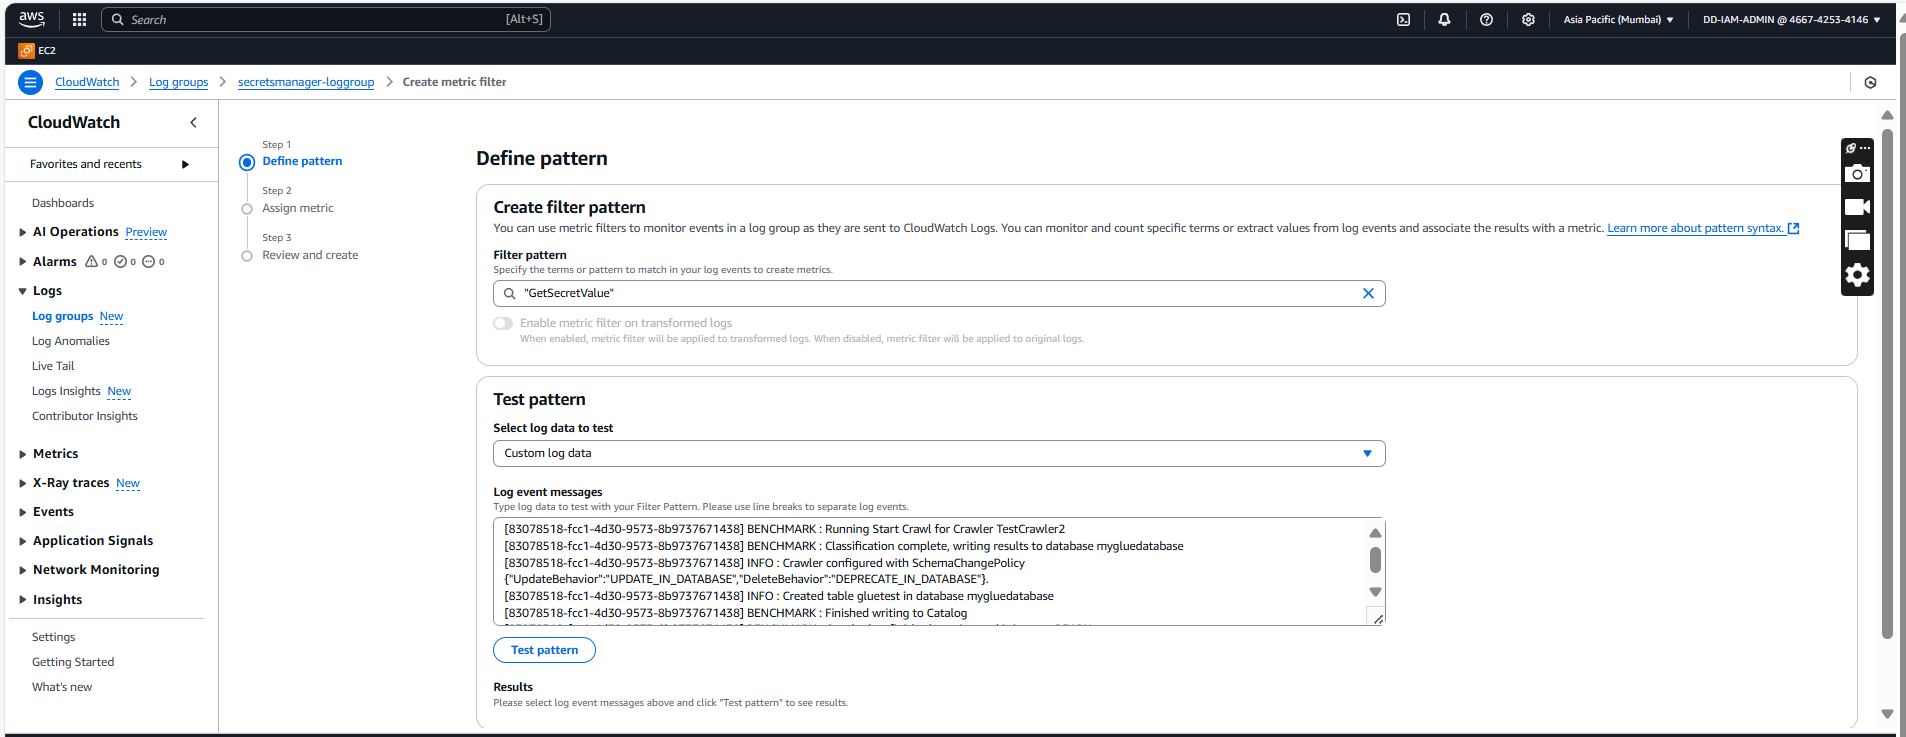 aws
Search [Alt+S]
Asia Pacific (Mumbai) DD-IAM-ADMIN @ 4667-4253-4146
EC2
CloudWatch Log groups secretsmanager-loggroup Create metric filter
CloudWatch
Favorites and recents
Dashboards
AI Operations Preview
Alarms 0 0 0
Logs
Log groups New
Log Anomalies
Live Tail
Logs Insights New
Contributor Insights
Metrics
X-Ray traces New
Events
Application Signals
Network Monitoring
Insights
Settings
Getting Started
What's new
Step 1
Define pattern
Step 2
Assign metric
Step 3
Review and create
Define pattern
Create filter pattern
You can use metric filters to monitor events in a log group as they are sent to CloudWatch Logs. You can monitor and count specific terms or extract values from log events and associate the results with a metric. Learn more about pattern syntax.
Filter pattern
Specify the terms or pattern to match in your log events to create metrics.
"GetSecretValue"
Enable metric filter on transformed logs
When enabled, metric filter will be applied to transformed logs. When disabled, metric filter will be applied to original logs.
Test pattern
Select log data to test
Custom log data
Log event messages
Type log data to test with your Filter Pattern. Please use line breaks to separate log events.
[83078518-fcc1-4d30-9573-8b9737671438] BENCHMARK : Running Start Crawl for Crawler TestCrawler2
[83078518-fcc1-4d30-9573-8b9737671438] BENCHMARK : Classification complete, writing results to database mygluedatabase
[83078518-fcc1-4d30-9573-8b9737671438] INFO : Crawler configured with SchemaChangePolicy
{"UpdateBehavior":"UPDATE_IN_DATABASE","DeleteBehavior":"DEPRECATE_IN_DATABASE"}.
[83078518-fcc1-4d30-9573-8b9737671438] INFO : Created table gluetest in database mygluedatabase
[83078518-fcc1-4d30-9573-8b9737671438] BENCHMARK : Finished writing to Catalog
Test pattern
Results
Please select log event messages above and click "Test pattern" to see results.